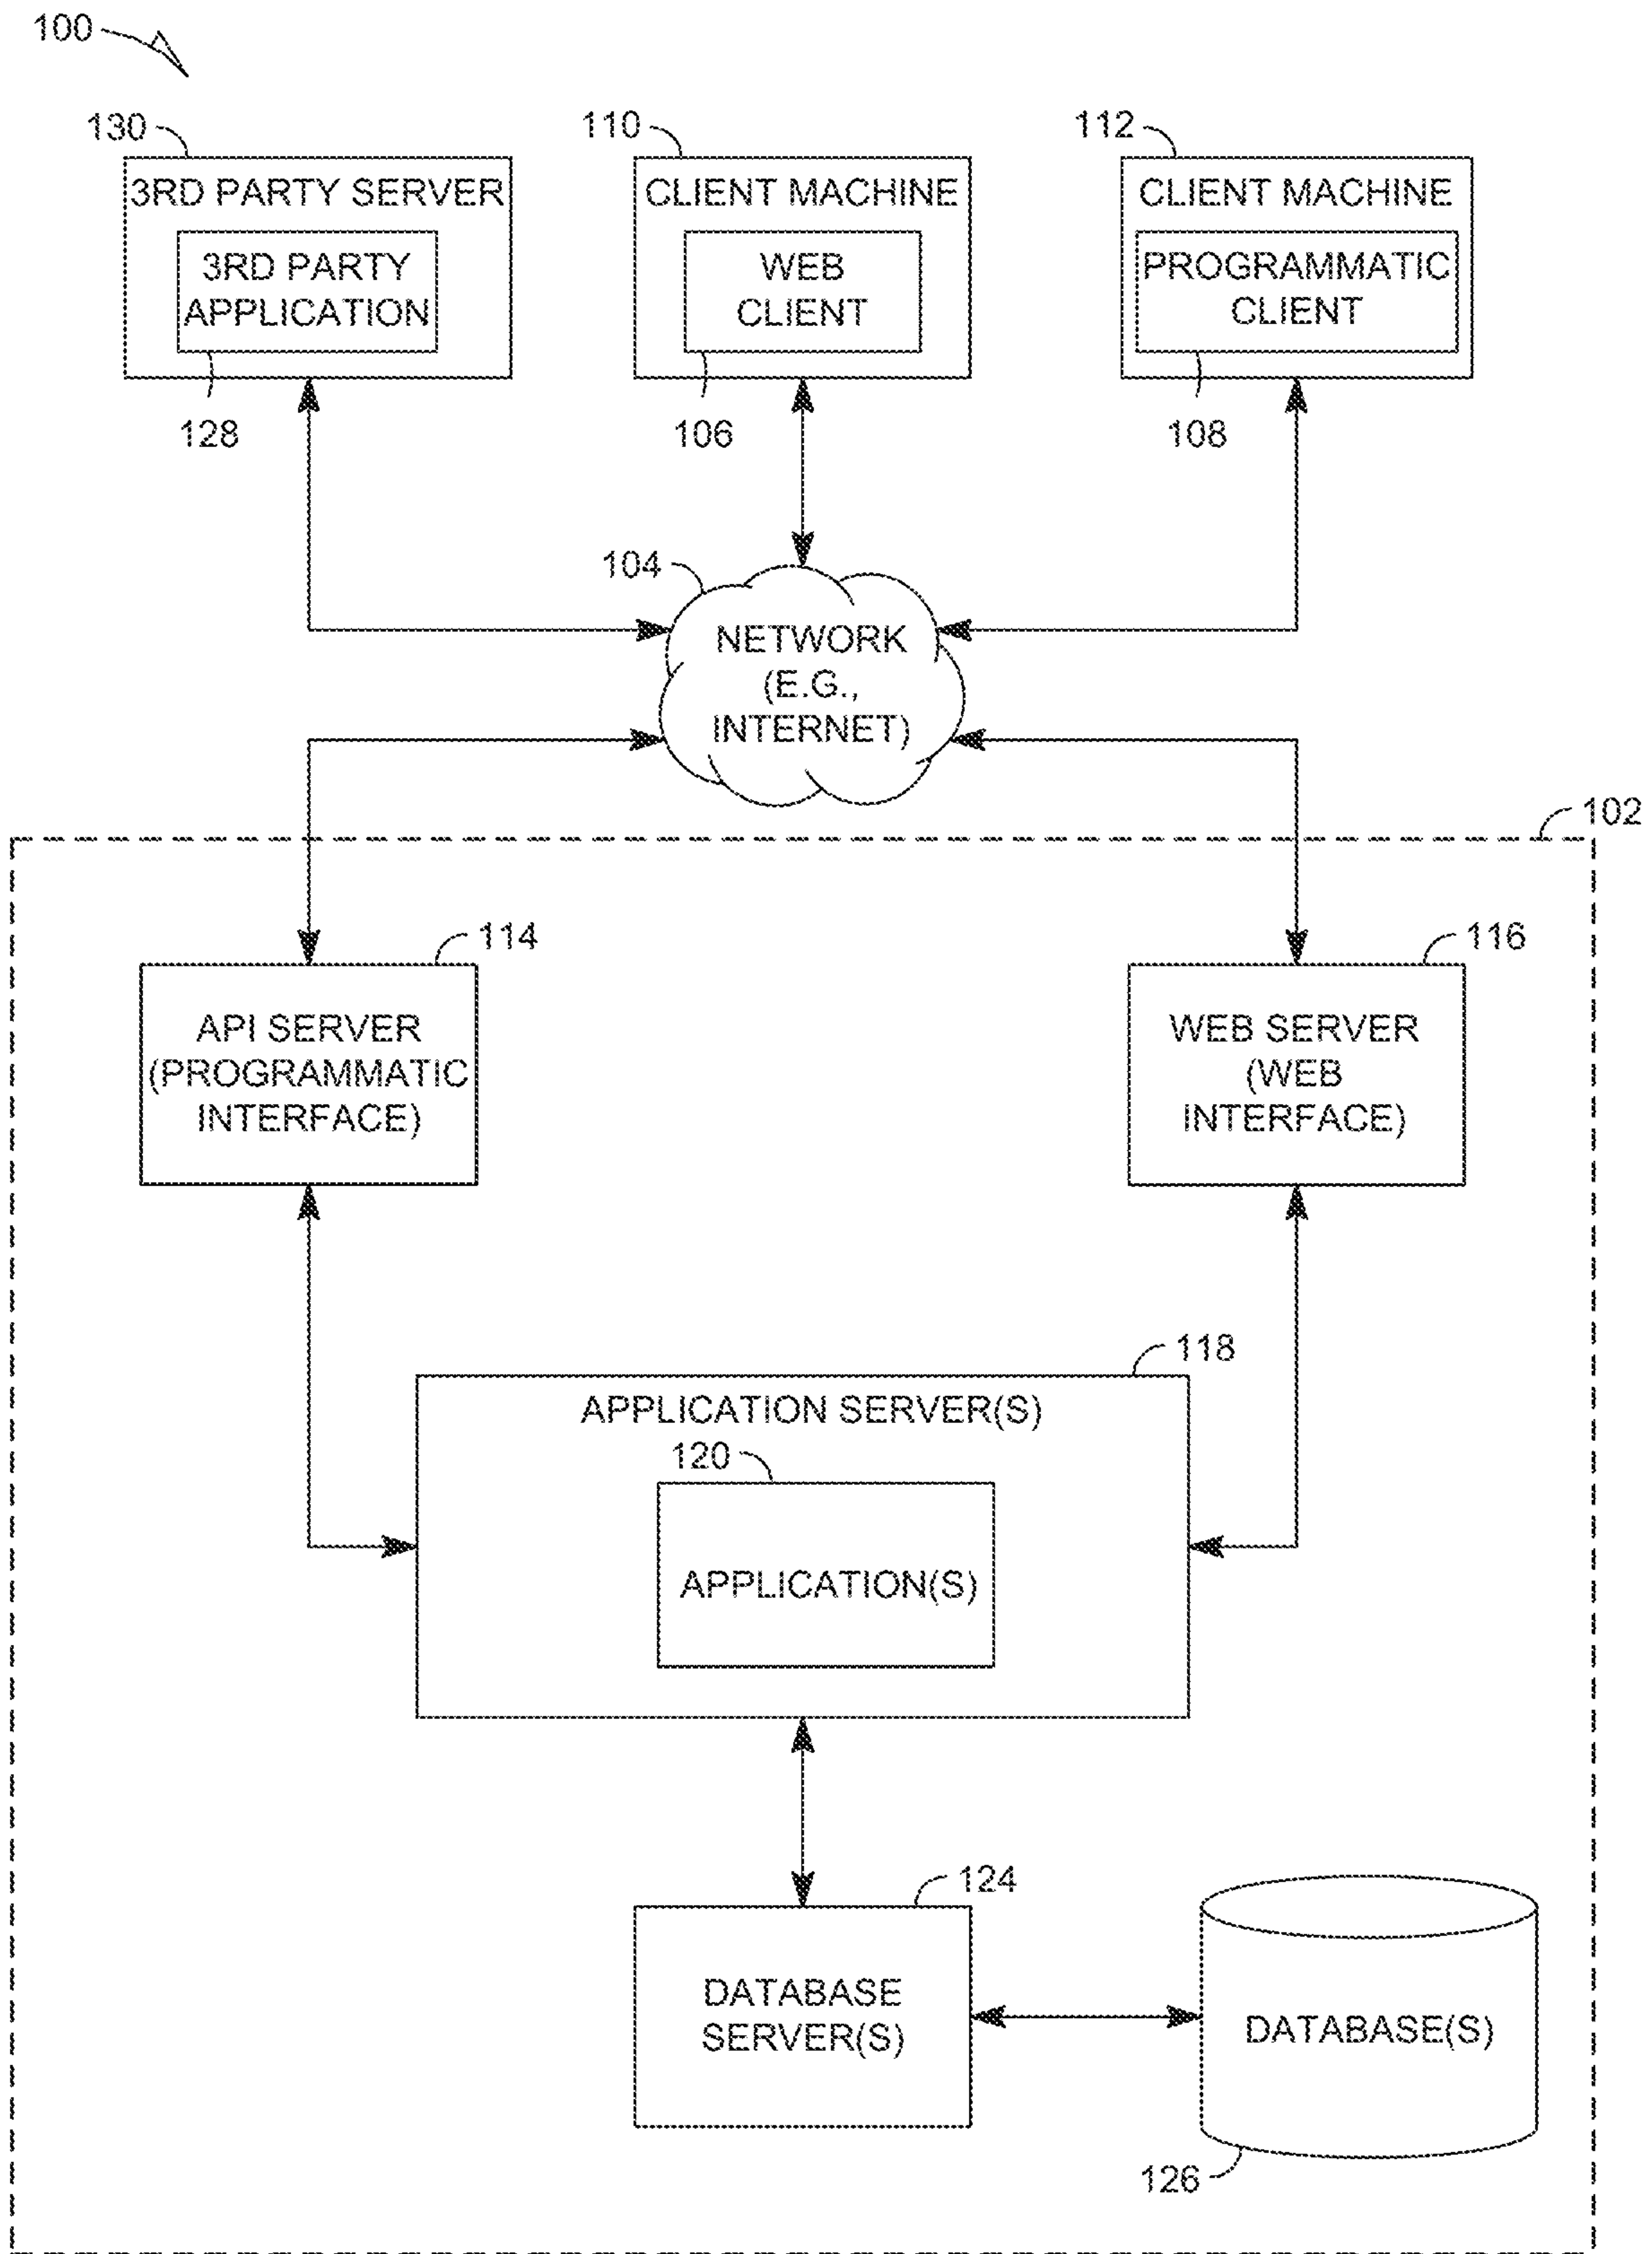 100
130
110
112
3RD PARTY SERVER
CLIENT MACHINE
CLIENT MACHINE
3RD PARTY
APPLICATION
WEB
CLIENT
PROGRAMMATIC
CLIENT
128
106
108
104
NETWORK
(E.G.,
INTERNET)
102
114
116
API SERVER
(PROGRAMMATIC
INTERFACE)
WEB SERVER
(WEB
INTERFACE)
118
APPLICATION SERVER(S)
120
APPLICATION(S)
124
DATABASE
SERVER(S)
DATABASE(S)
126